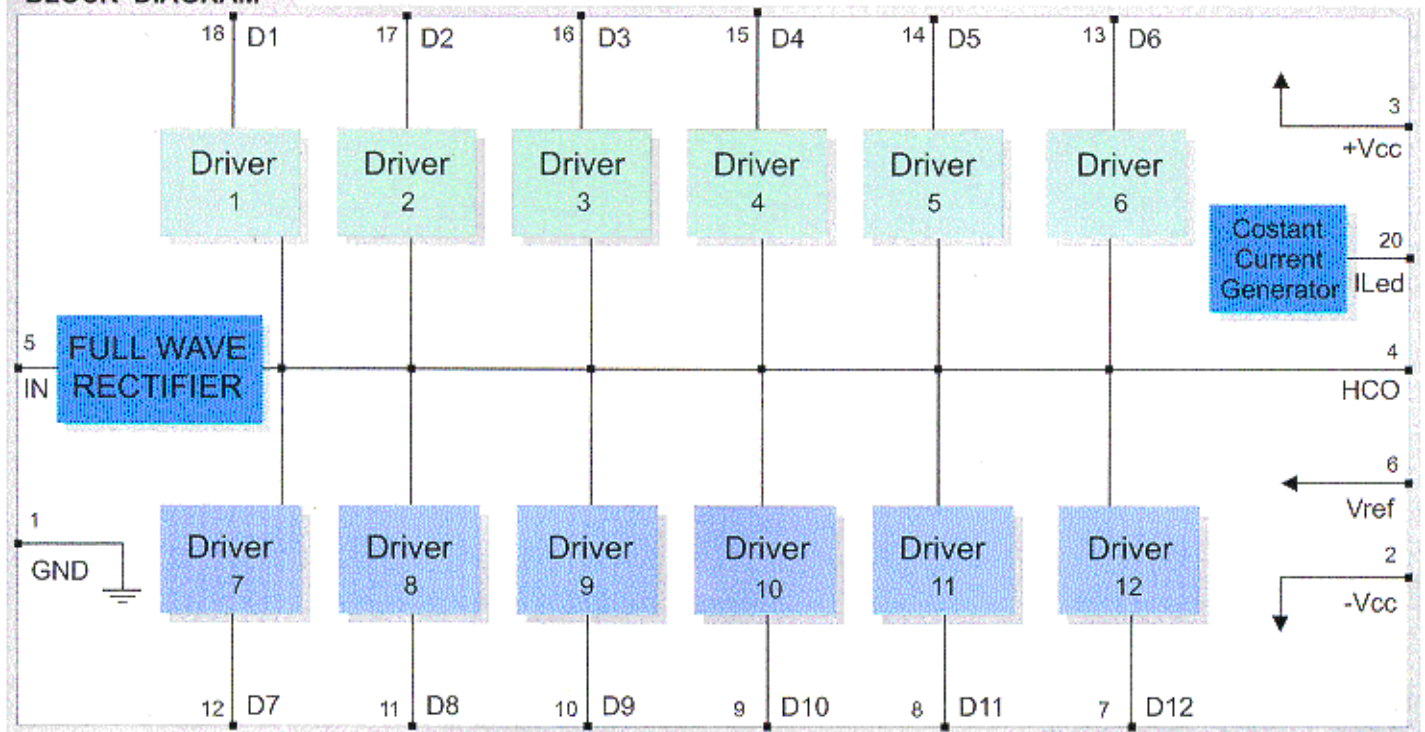 BLOCK DIAGRAM
18 D1
17 D2
16 D3
15 D4
14 D5
13 D6
3
+Vcc
Driver
1
Driver
2
Driver
3
Driver
4
Driver
5
Driver
6
Costant
Current
Generator
20
ILed
5
IN
FULL WAVE
RECTIFIER
4
HCO
6
Vref
1
GND
Driver
7
Driver
8
Driver
9
Driver
10
Driver
11
Driver
12
2
-Vcc
12 D7
11 D8
10 D9
9 D10
8 D11
7 D12